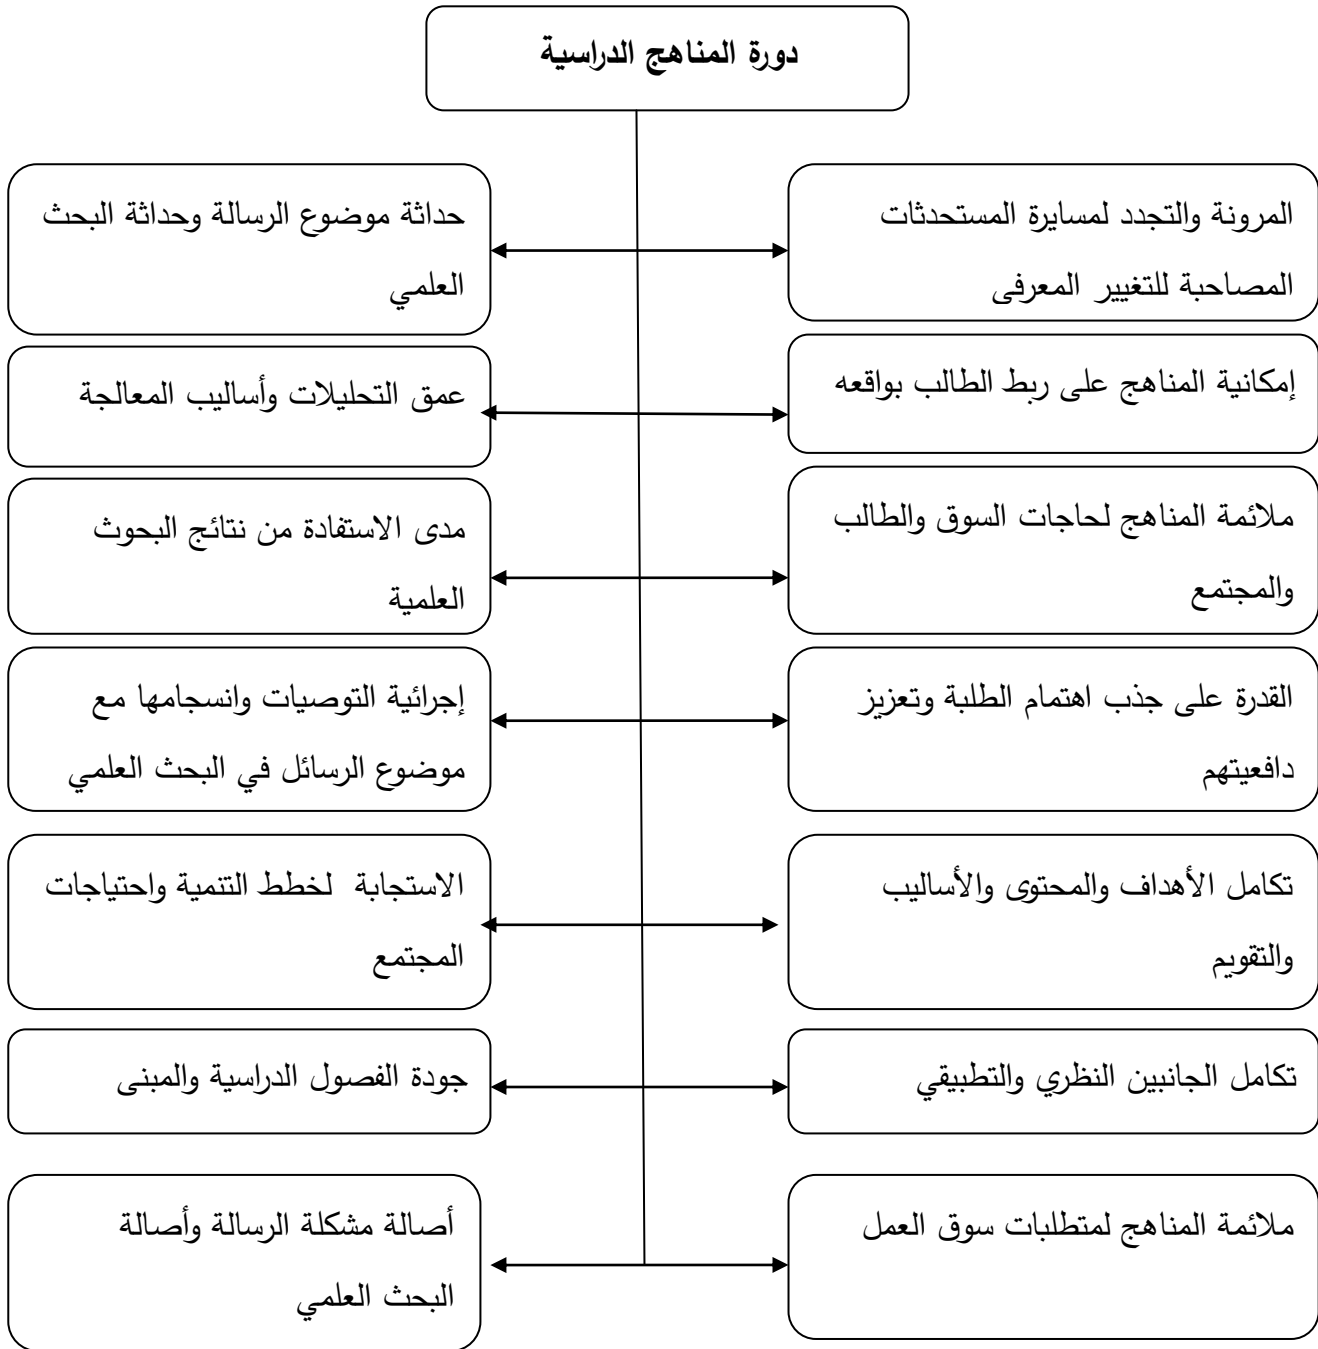 دورة المناهج الدراسية
المرونة والتجدد لمسايرة المستحدثات
المصاحبة للتغيير المعرفى
حداثة موضوع الرسالة وحداثة البحث
العلمي
إمكانية المناهج على ربط الطالب بواقعه
عمق التحليلات وأساليب المعالجة
ملائمة المناهج لحاجات السوق والطالب
والمجتمع
مدى الاستفادة من نتائج البحوث
العلمية
القدرة على جذب اهتمام الطلبة وتعزيز
دافعيتهم
إجرائية التوصيات وانسجامها مع
موضوع الرسائل في البحث العلمي
تكامل الأهداف والمحتوى والأساليب
والتقويم
الاستجابة لخطط التنمية واحتياجات
المجتمع
تكامل الجانبين النظري والتطبيقي
جودة الفصول الدراسية والمبنى
ملائمة المناهج لمتطلبات سوق العمل
أصالة مشكلة الرسالة وأصالة
البحث العلمي